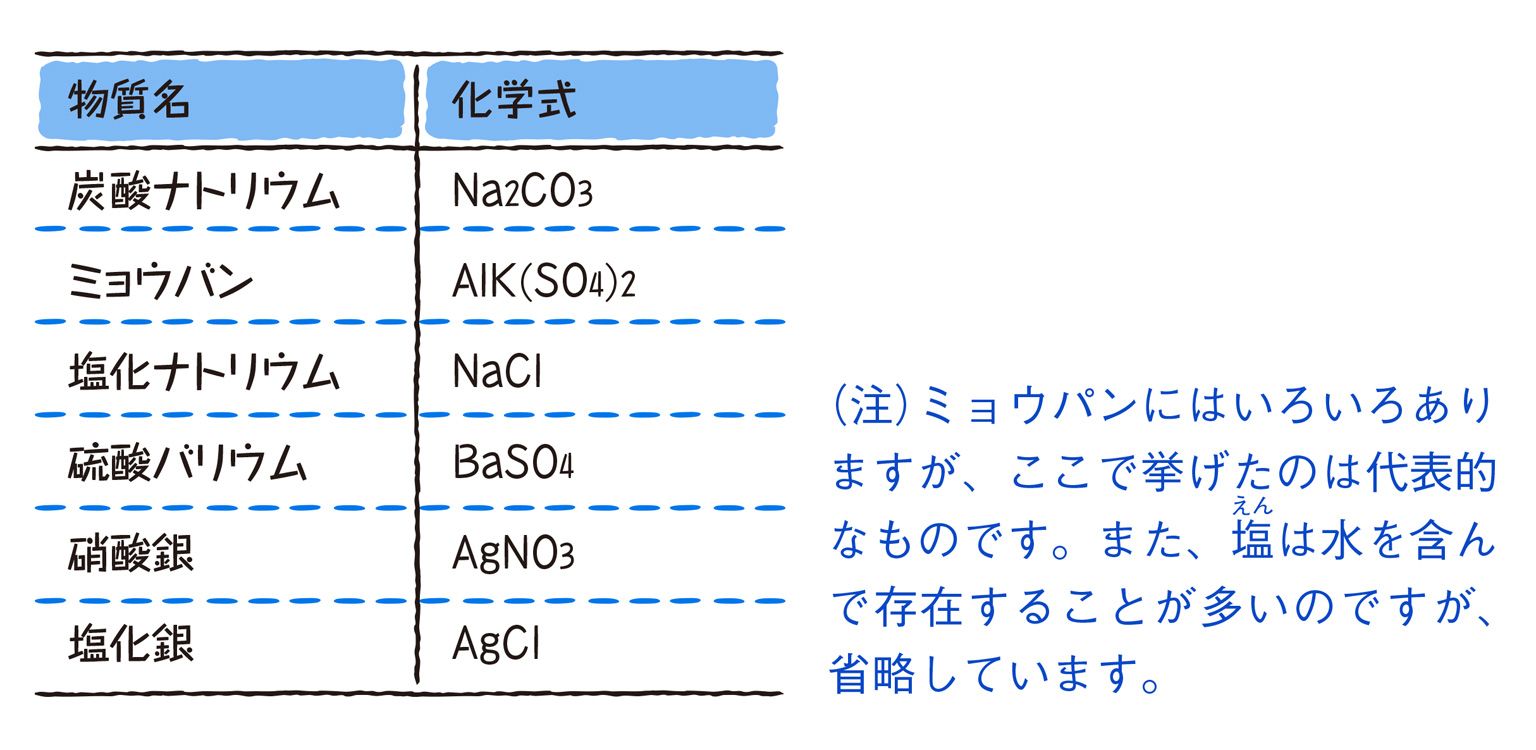 物質名 化学式
炭酸ナトリウム Na2CO3
ミョウバン AlK(SO4)2
塩化ナトリウム NaCl
硫酸バリウム BaSO4
硝酸銀 AgNO3
塩化銀 AgCl
(注)ミョウバンにはいろいろあり
ますが、ここで挙げたのは代表的
えん
なものです。また、塩は水を含ん
で存在することが多いのですが、
省略しています。